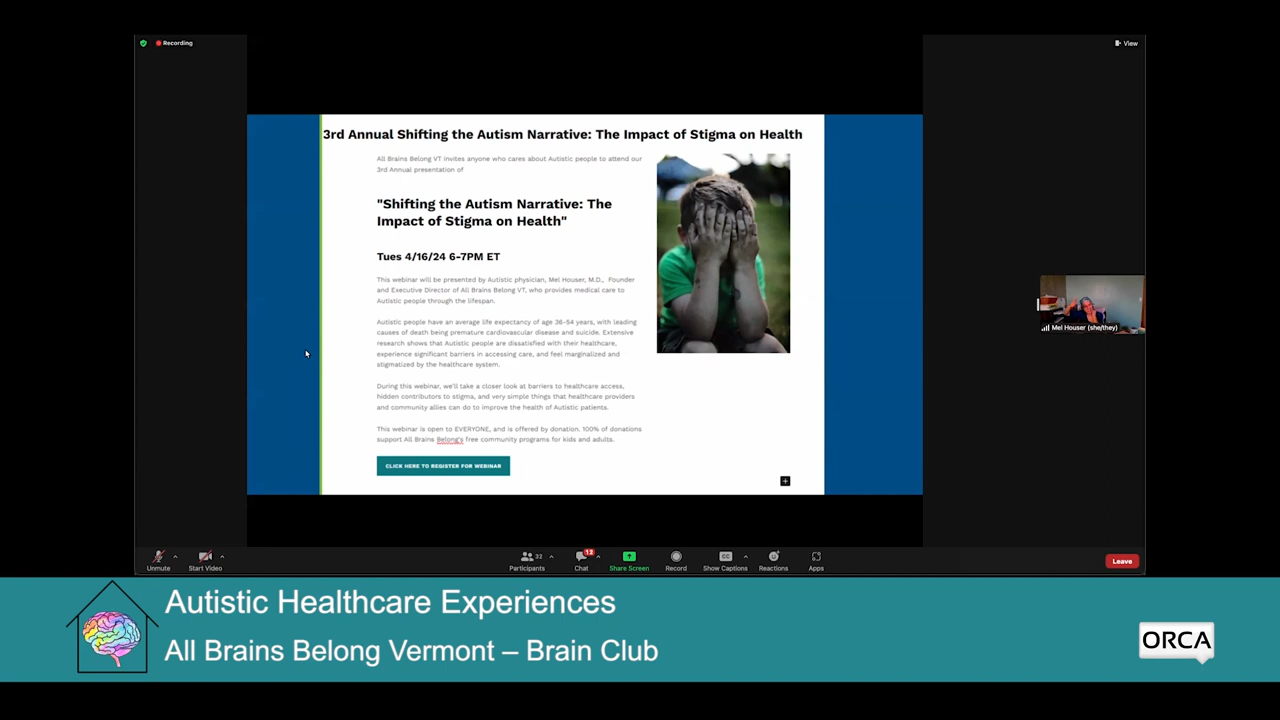 Recording
View
3rd Annual Shifting the Autism Narrative: The Impact of Stigma on Health
All Brains Belong VT invites anyone who cares about Autistic people to attend our
3rd Annual presentation of
"Shifting the Autism Narrative: The
Impact of Stigma on Health"
Tues 4/16/24 6-7PM ET
This webinar will be presented by Autistic physician, Mel Houser, M.D., Founder
and Executive Director of All Brains Belong VT, who provides medical care to
Autistic people through the lifespan.
Autistic people have an average life expectancy of age 36-54 years, with leading
causes of death being premature cardiovascular disease and suicide. Extensive
research shows that Autistic people are dissatisfied with their healthcare,
experience significant barriers in accessing care, and feel marginalized and
stigmatized by the healthcare system.
During this webinar, we'll take a closer look at barriers to healthcare access,
hidden contributors to stigma, and very simple things that healthcare providers
and community allies can do to improve the health of Autistic patients.
This webinar is open to EVERYONE, and is offered by donation. 100% of donations
support All Brains Belong's free community programs for kids and adults.
CLICK HERE TO REGISTER FOR WEBINAR
Mel Houser (she/they)
Unmute
Start Video
32
Participants
12
Chat
Share Screen
Record
CC
Show Captions
Reactions
Apps
Leave
Autistic Healthcare Experiences
All Brains Belong Vermont – Brain Club
ORCA